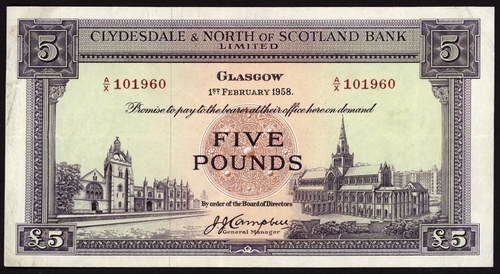 5 CLYDESDALE & NORTH OF SCOTLAND BANK 5
LIMITED
A/X 101960 GLASGOW A/X 101960
1ST FEBRUARY 1958.
Promise to pay to the bearer at their office here on demand
FIVE
POUNDS
By order of the Board of Directors
J.J. Campbell
General Manager
£5 £5